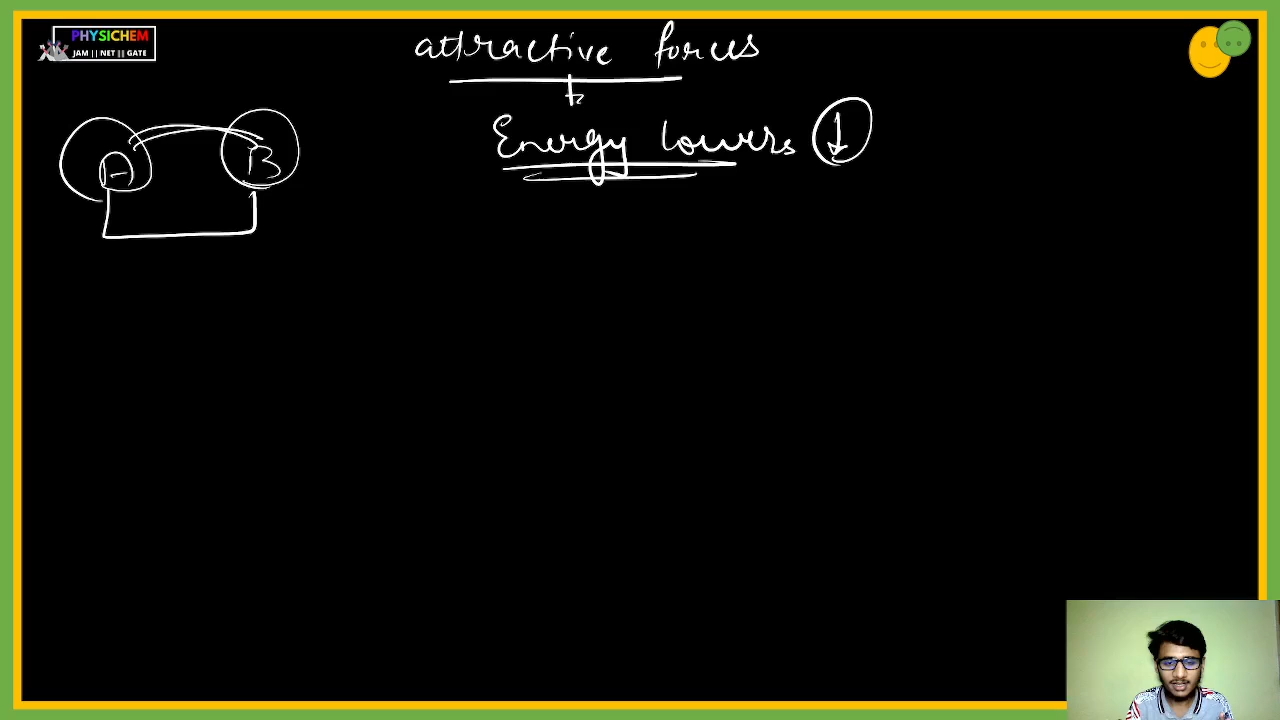 PHYSICHEM
JAM || NET || GATE
attractive forces
Energy lowers ↓
A B